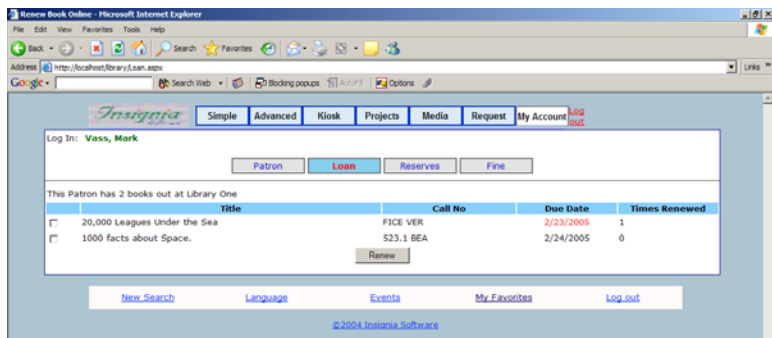 Renew Book Online - Microsoft Internet Explorer
File Edit View Favorites Tools Help
Back Search Favorites
Address http://localhost/library/Loan.aspx Links »
Google Search Web Blocking popups AutoFill Options
Insignia Simple Advanced Kiosk Projects Media Request My Account Log out
Log In: Vass, Mark
Patron Loan Reserves Fine
This Patron has 2 books out at Library One
Title Call No Due Date Times Renewed
20,000 Leagues Under the Sea FICE VER 2/23/2005 1
1000 facts about Space. 523.1 BEA 2/24/2005 0
Renew
New Search Language Events My Favorites Log out
©2004 Insignia Software